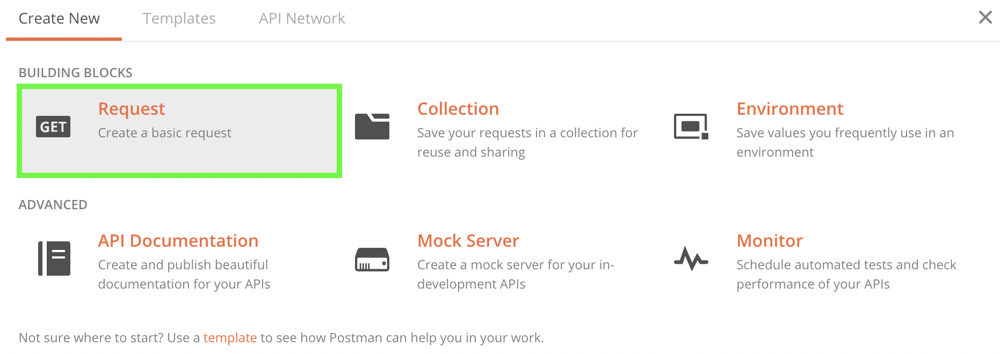 Create New
Templates
API Network
BUILDING BLOCKS
GET
Request
Create a basic request
Collection
Save your requests in a collection for
reuse and sharing
Environment
Save values you frequently use in an
environment
ADVANCED
API Documentation
Create and publish beautiful
documentation for your APIs
Mock Server
Create a mock server for your in-
development APIs
Monitor
Schedule automated tests and check
performance of your APIs
Not sure where to start? Use a template to see how Postman can help you in your work.